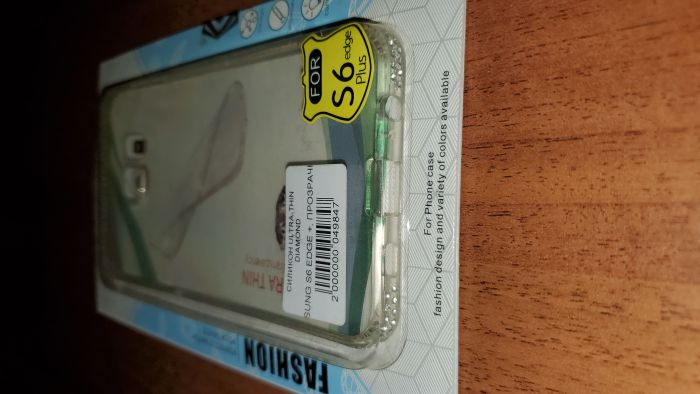 FASHION
FOR
S6 edge
Plus
СИЛИКОН ULTRA THIN
DIAMOND
SUNG S6 EDGE +, ПРОЗРАЧ
2 000000 049847
RA THIN
For Phone case
fashion design and variety of colors available